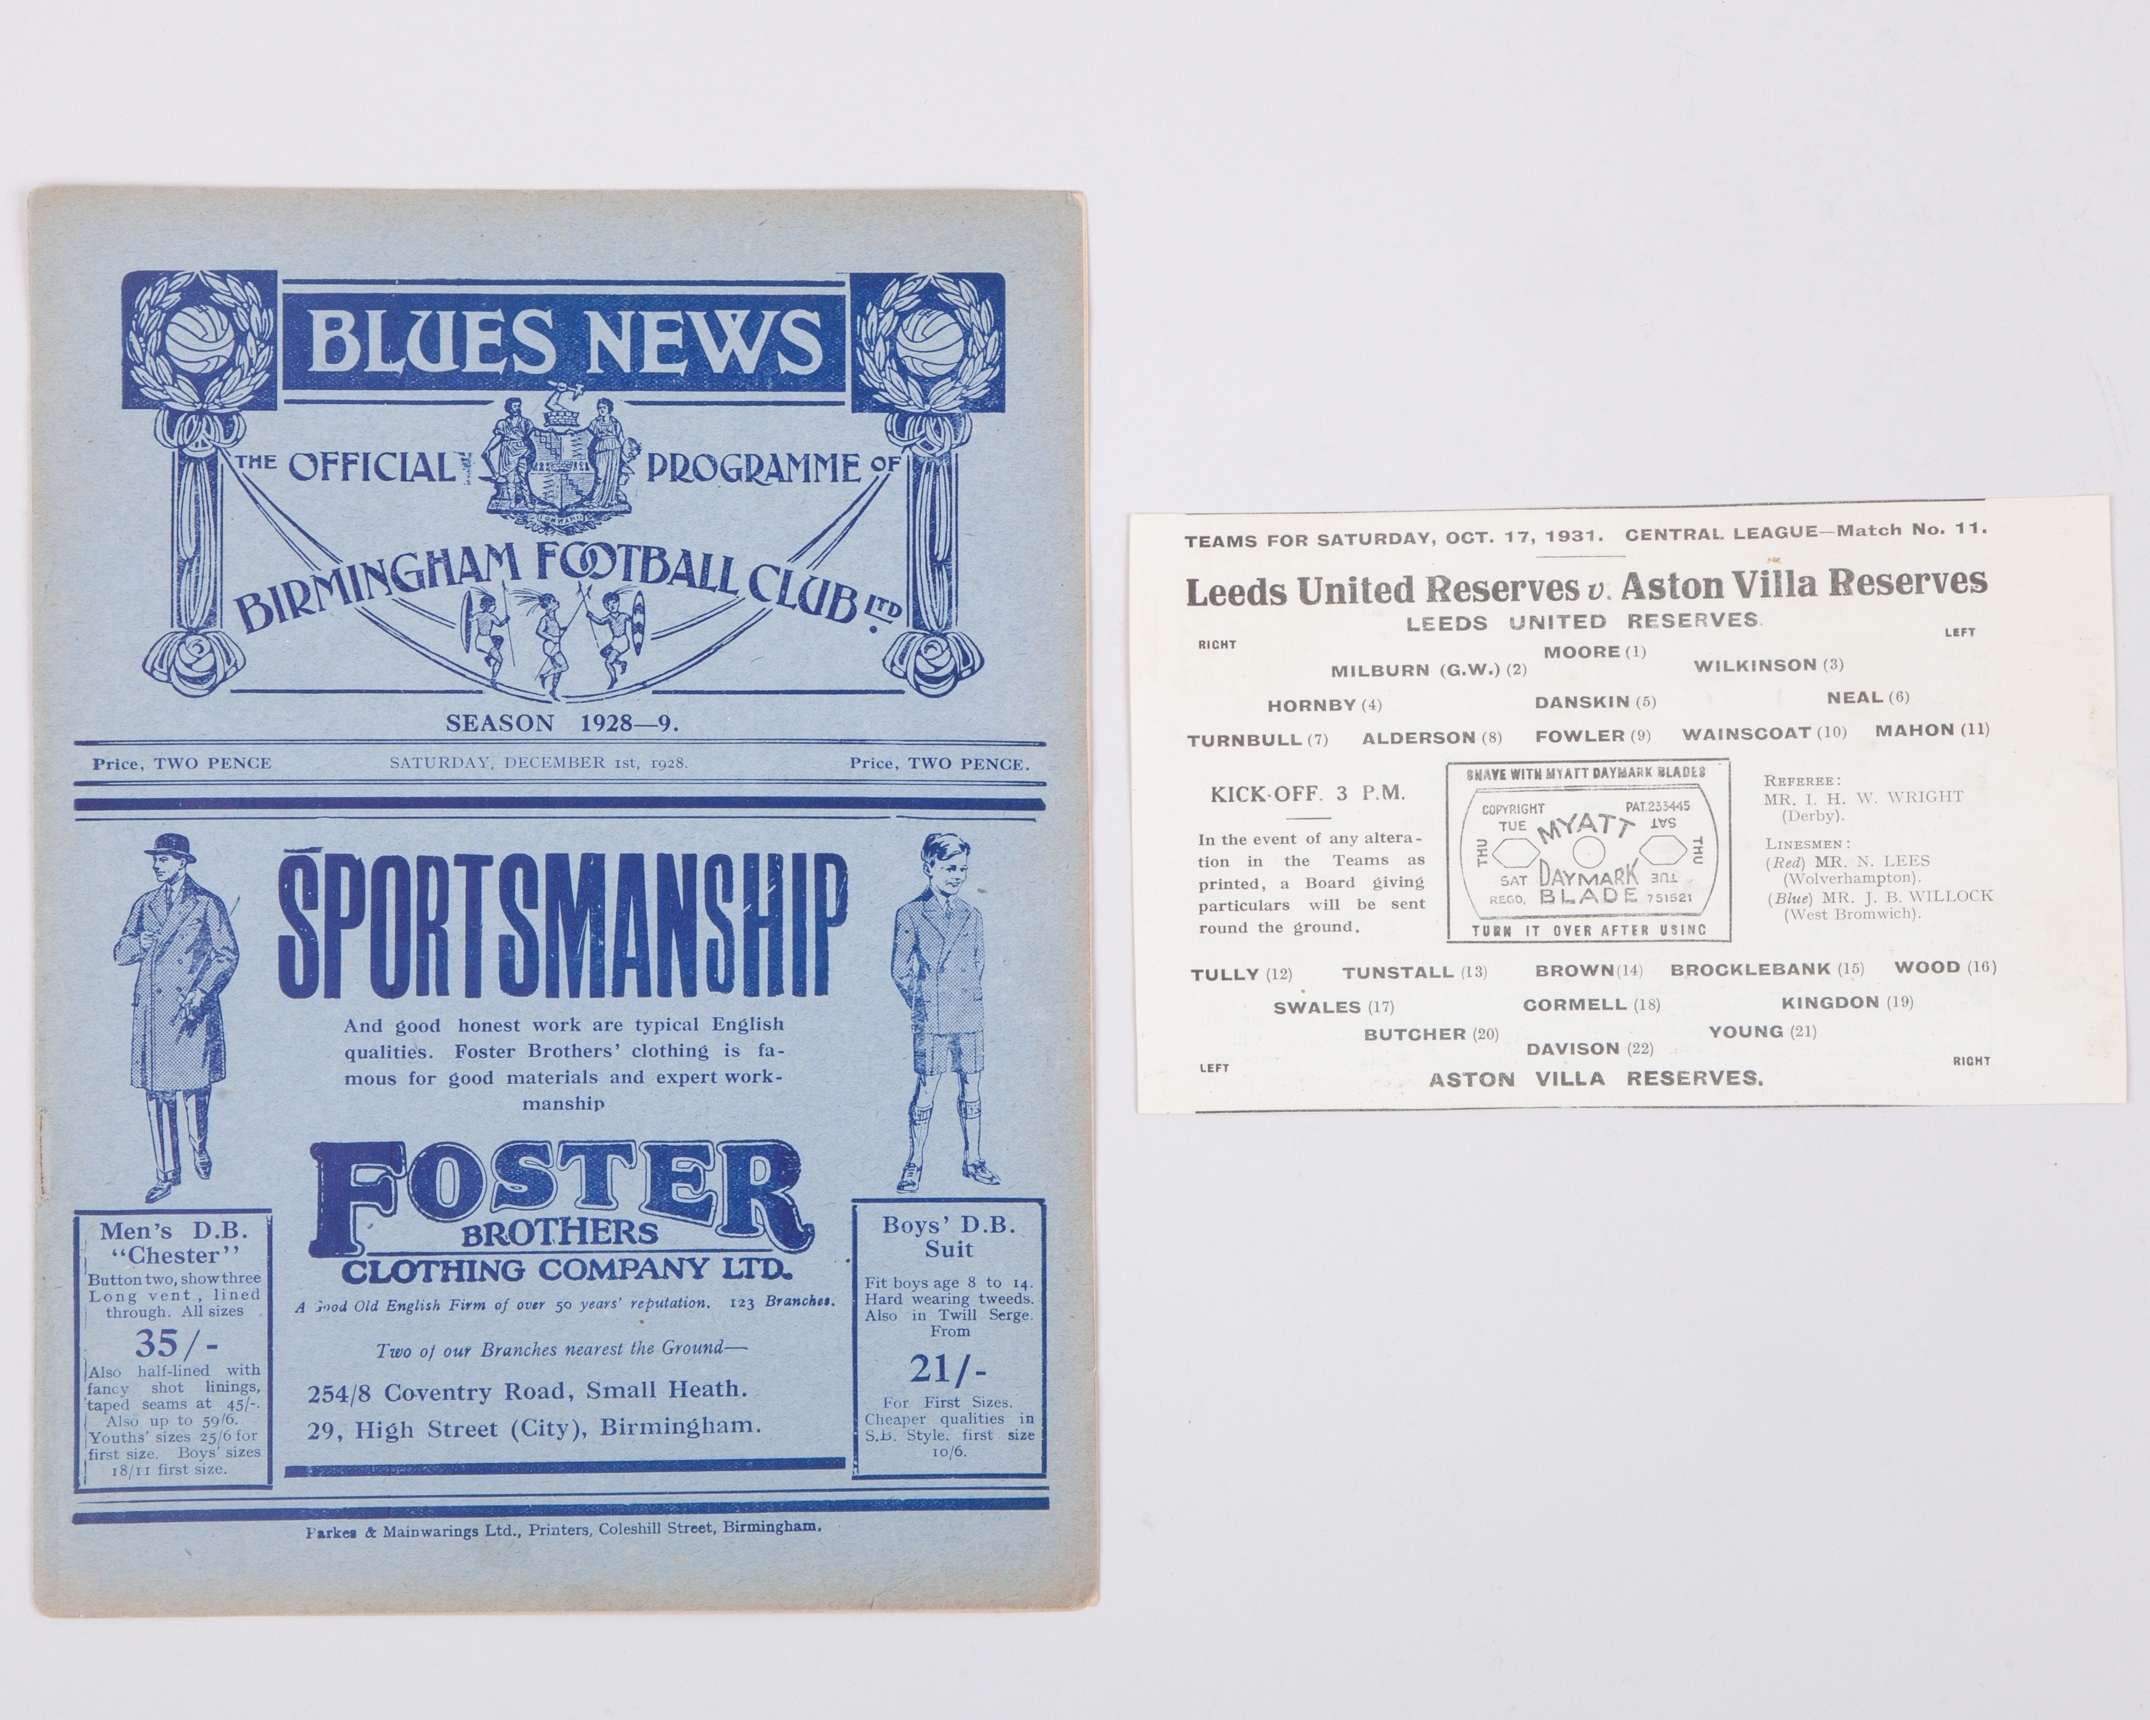 BLUES NEWS
THE OFFICIAL PROGRAMME OF
FORWARD
BIRMINGHAM FOOTBALL CLUB LTD.
SEASON 1928—9.
Price, TWO PENCE SATURDAY, DECEMBER 1st, 1928. Price, TWO PENCE.
SPORTSMANSHIP
And good honest work are typical English
qualities. Foster Brothers' clothing is fa-
mous for good materials and expert work-
manship
FOSTER
BROTHERS
CLOTHING COMPANY LTD.
A Good Old English Firm of over 50 years' reputation. 123 Branches.
Two of our Branches nearest the Ground—
254/8 Coventry Road, Small Heath.
29, High Street (City), Birmingham.
Men's D.B.
"Chester"
Button two, show three
Long vent, lined
through. All sizes
35/-
Also half-lined with
fancy shot linings,
taped seams at 45/-.
Also up to 59/6.
Youths' sizes 25/6 for
first size. Boys' sizes
18/11 first size.
Boys' D.B.
Suit
Fit boys age 8 to 14.
Hard wearing tweeds.
Also in Twill Serge.
From
21/-
For First Sizes.
Cheaper qualities in
S.B. Style, first size
10/6.
Parkes & Mainwarings Ltd., Printers, Coleshill Street, Birmingham.
TEAMS FOR SATURDAY, OCT. 17, 1931. CENTRAL LEAGUE—Match No. 11.
Leeds United Reserves v. Aston Villa Reserves
LEEDS UNITED RESERVES.
RIGHT LEFT
MOORE (1)
MILBURN (G.W.) (2) WILKINSON (3)
HORNBY (4) DANSKIN (5) NEAL (6)
TURNBULL (7) ALDERSON (8) FOWLER (9) WAINSCOAT (10) MAHON (11)
KICK-OFF. 3 P.M.
In the event of any altera-
tion in the Teams as
printed, a Board giving
particulars will be sent
round the ground.
SHAVE WITH MYATT DAYMARK BLADES
COPYRIGHT PAT.233445
TUE MYATT SAT
THU THU
SAT DAYMARK TUE
REGD. BLADE 751521
TURN IT OVER AFTER USING
REFEREE:
MR. I. H. W. WRIGHT
(Derby).
LINESMEN:
(Red) MR. N. LEES
(Wolverhampton).
(Blue) MR. J. B. WILLOCK
(West Bromwich).
TULLY (12) TUNSTALL (13) BROWN (14) BROCKLEBANK (15) WOOD (16)
SWALES (17) CORMELL (18) KINGDON (19)
BUTCHER (20) YOUNG (21)
DAVISON (22)
LEFT RIGHT
ASTON VILLA RESERVES.